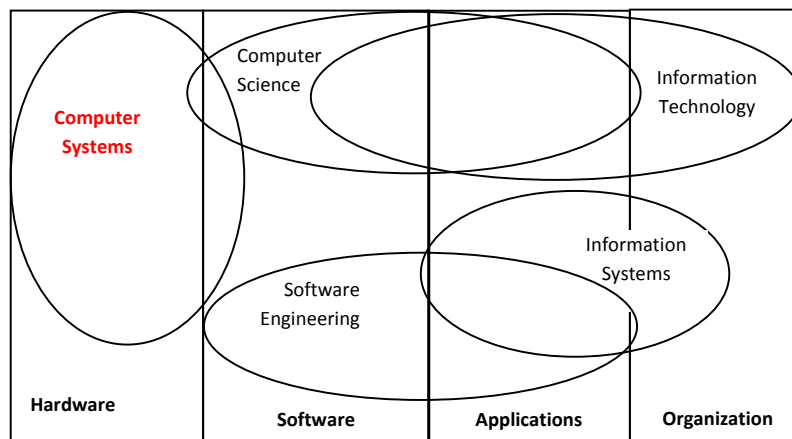 Computer
Science
Information
Technology
Computer
Systems
Information
Systems
Software
Engineering
Hardware
Software
Applications
Organization